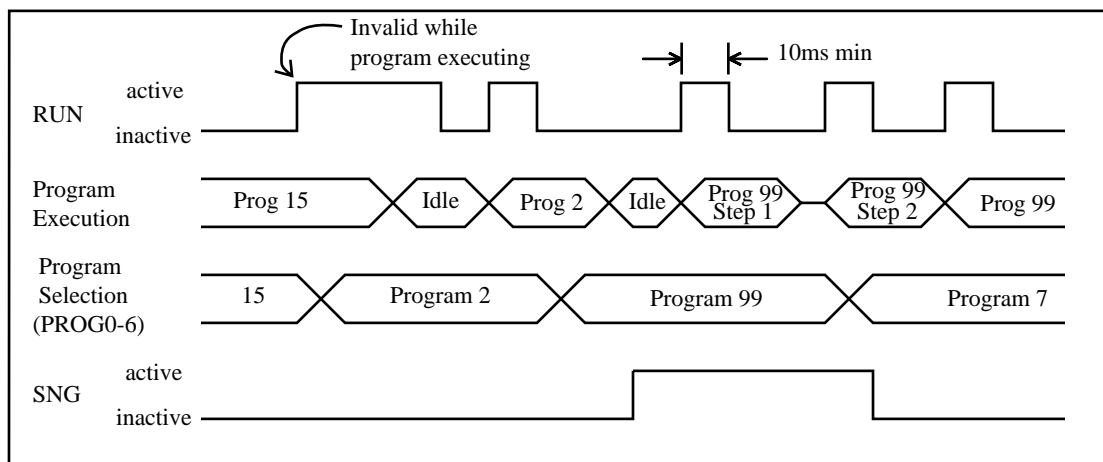 Invalid while
program executing
10ms min
active
RUN
inactive
Program
Execution
Prog 15
Idle
Prog 2
Idle
Prog 99
Step 1
Prog 99
Step 2
Prog 99
Program
Selection
(PROG0-6)
15
Program 2
Program 99
Program 7
active
SNG
inactive